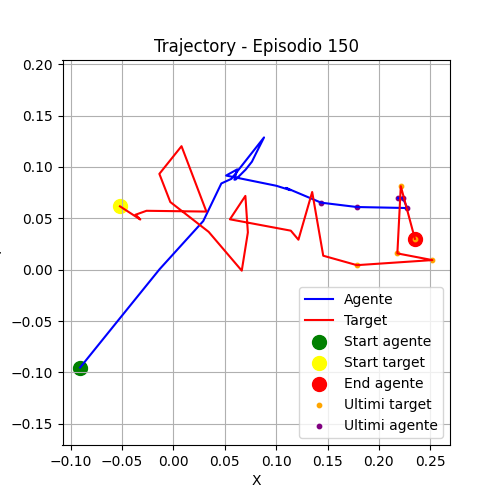 Trajectory - Episodio 150
0.20
0.15
0.10
0.05
0.00
−0.05
−0.10
−0.15
−0.10
−0.05
0.00
0.05
0.10
0.15
0.20
0.25
X
Agente
Target
Start agente
Start target
End agente
Ultimi target
Ultimi agente